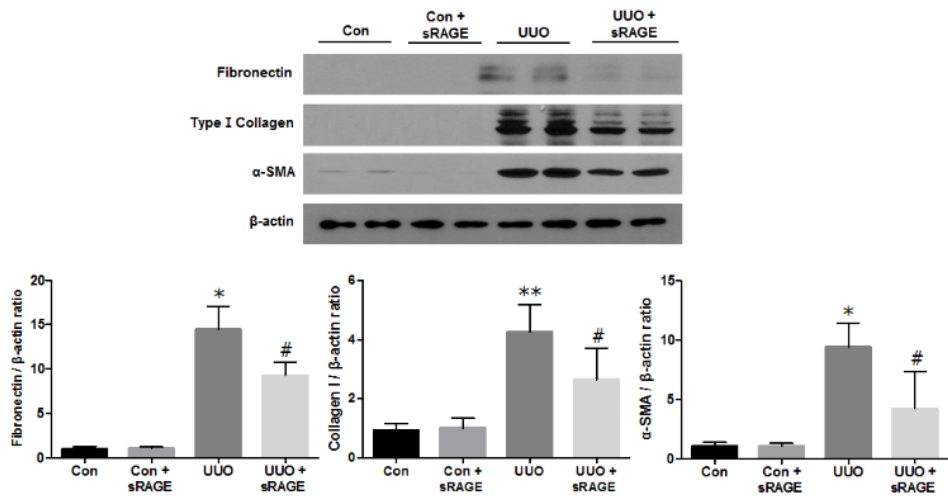 Con Con + sRAGE UUO UUO + sRAGE
Fibronectin
Type I Collagen
α-SMA
β-actin
Fibronectin / β-actin ratio
20
15
10
5
0
*
#
Con Con + sRAGE UUO UUO + sRAGE
Collagen I / β-actin ratio
6
4
2
0
**
#
Con Con + sRAGE UUO UUO + sRAGE
α-SMA / β-actin ratio
15
10
5
0
*
#
Con Con + sRAGE UUO UUO + sRAGE